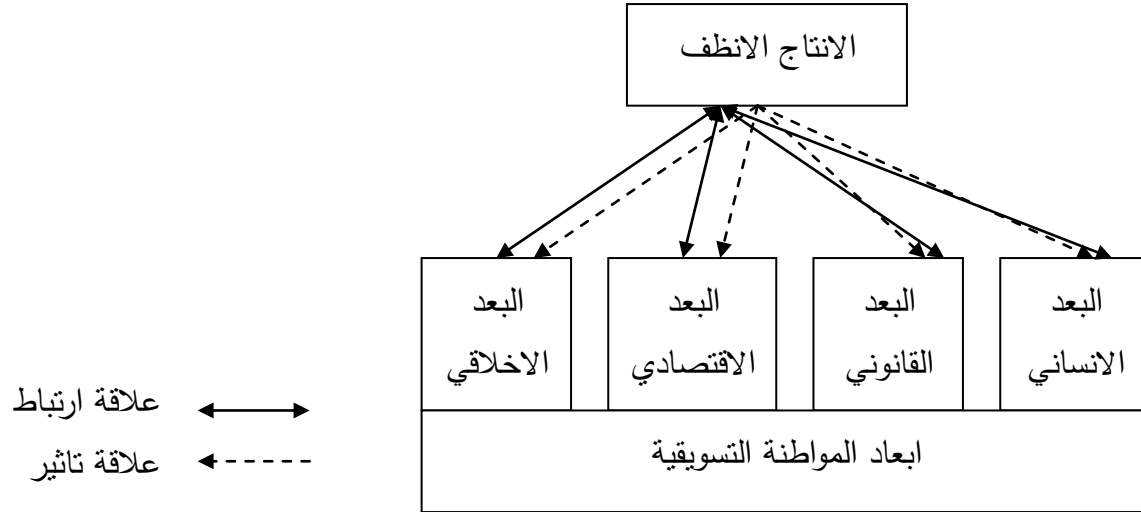 الانتاج الانظف
البعد
الانساني
البعد
القانوني
البعد
الاقتصادي
البعد
الاخلاقي
ابعاد المواطنة التسويقية
علاقة ارتباط
علاقة تاثير